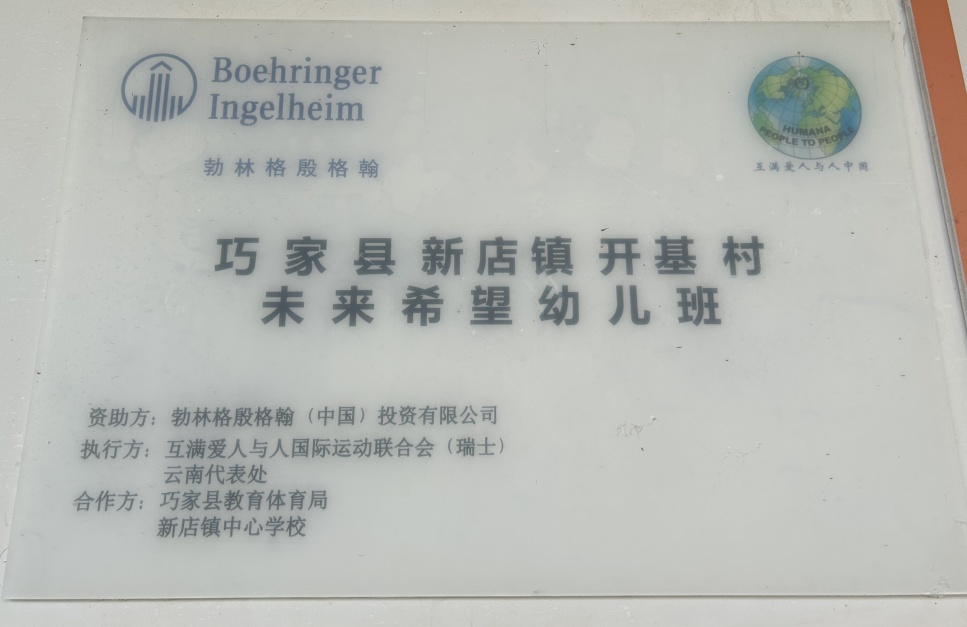 Boehringer
Ingelheim
勃林格殷格翰
HUMANA
PEOPLE TO PEOPLE
互满爱人与人中国
巧家县新店镇开基村
未来希望幼儿班
资助方：勃林格殷格翰（中国）投资有限公司
执行方：互满爱人与人国际运动联合会（瑞士）
云南代表处
合作方：巧家县教育体育局
新店镇中心学校